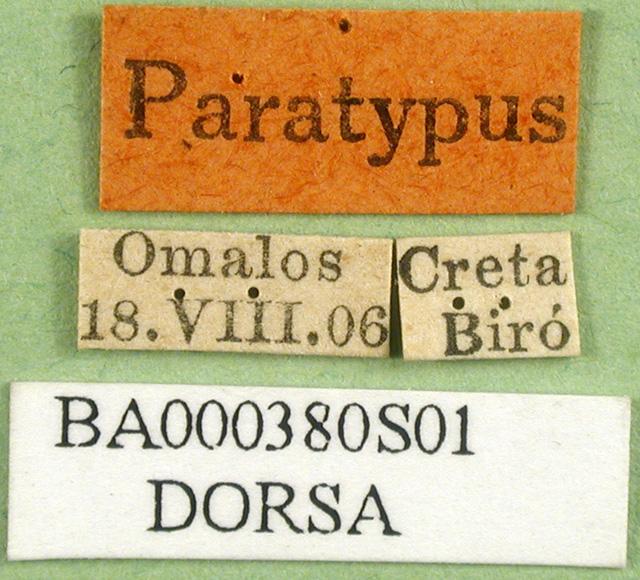 Paratypus
Omalos
18.VIII.06
Creta
Biró
BA000380S01
DORSA